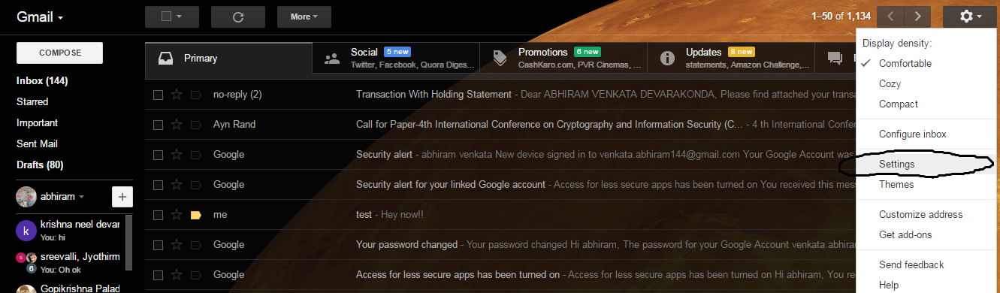 Gmail
More
1–50 of 1,134
COMPOSE
Inbox (144)
Starred
Important
Sent Mail
Drafts (80)
abhiram
+
k
krishna neel devar
You: hi
s
sreevalli, Jyothirm
6
You: Oh ok
Gopikrishna Palad
Primary
Social 5 new
Twitter, Facebook, Quora Diges...
Promotions 6 new
CashKaro.com, PVR Cinemas, ...
Updates 8 new
statements, Amazon Challenge,...
no-reply (2) Transaction With Holding Statement - Dear ABHIRAM VENKATA DEVARAKONDA, Please find attached your transa
Ayn Rand Call for Paper-4th International Conference on Cryptography and Information Security (C... - 4 th International Confe
Google Security alert - abhiram venkata New device signed in to venkata.abhiram144@gmail.com Your Google Account was
Google Security alert for your linked Google account - Access for less secure apps has been turned on You received this mes
me test - Hey now!!
Google Your password changed - Your password changed Hi abhiram, The password for your Google Account venkata.abhira
Google Access for less secure apps has been turned on - Access for less secure apps has been turned on Hi abhiram, You rec
Display density:
Comfortable
Cozy
Compact
Configure inbox
Settings
Themes
Customize address
Get add-ons
Send feedback
Help